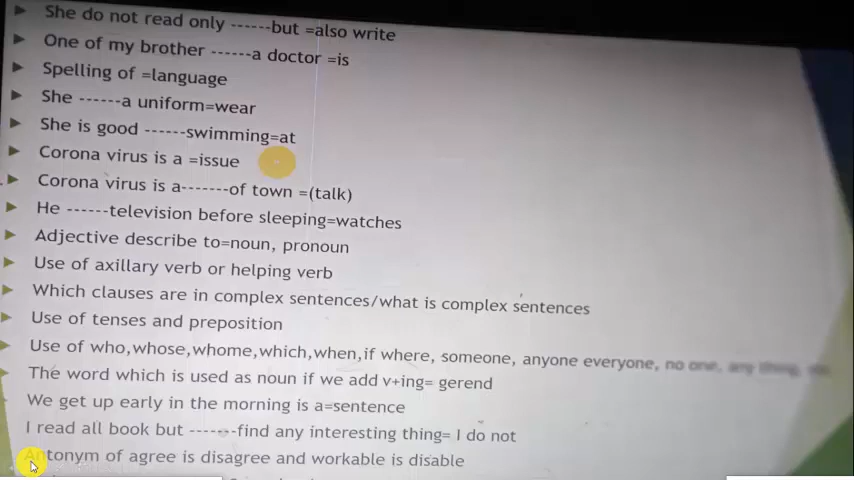 She do not read only ------but =also write
One of my brother ------a doctor =is
Spelling of =language
She ------a uniform=wear
She is good ------swimming=at
Corona virus is a =issue
Corona virus is a-------of town =(talk)
He ------television before sleeping=watches
Adjective describe to=noun, pronoun
Use of axillary verb or helping verb
Which clauses are in complex sentences/what is complex sentences
Use of tenses and preposition
Use of who,whose,whome,which,when,if where, someone, anyone everyone, no one, any thing,
The word which is used as noun if we add v+ing= gerend
We get up early in the morning is a=sentence
I read all book but -------find any interesting thing= I do not
Antonym of agree is disagree and workable is disable